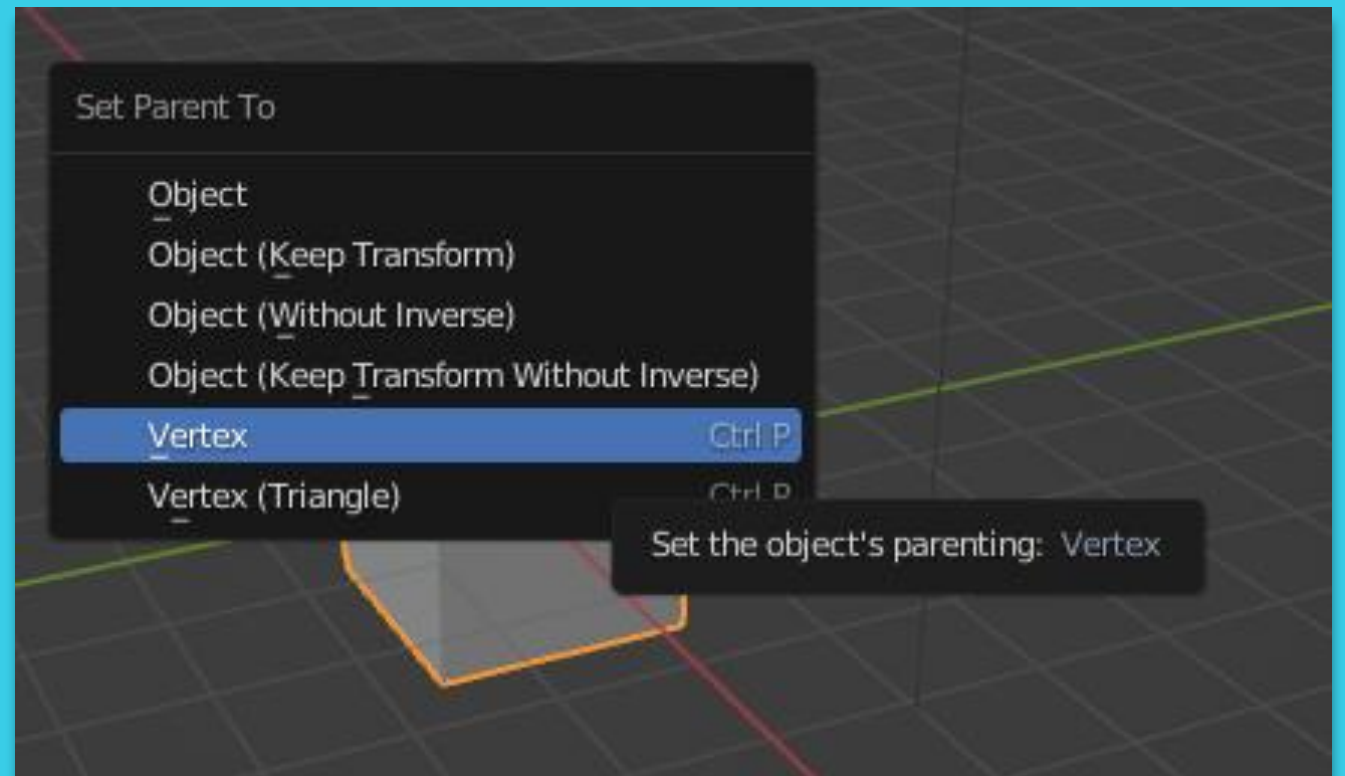 Set Parent To
Object
Object (Keep Transform)
Object (Without Inverse)
Object (Keep Transform Without Inverse)
Vertex Ctrl P
Vertex (Triangle) Ctrl P
Set the object's parenting: Vertex